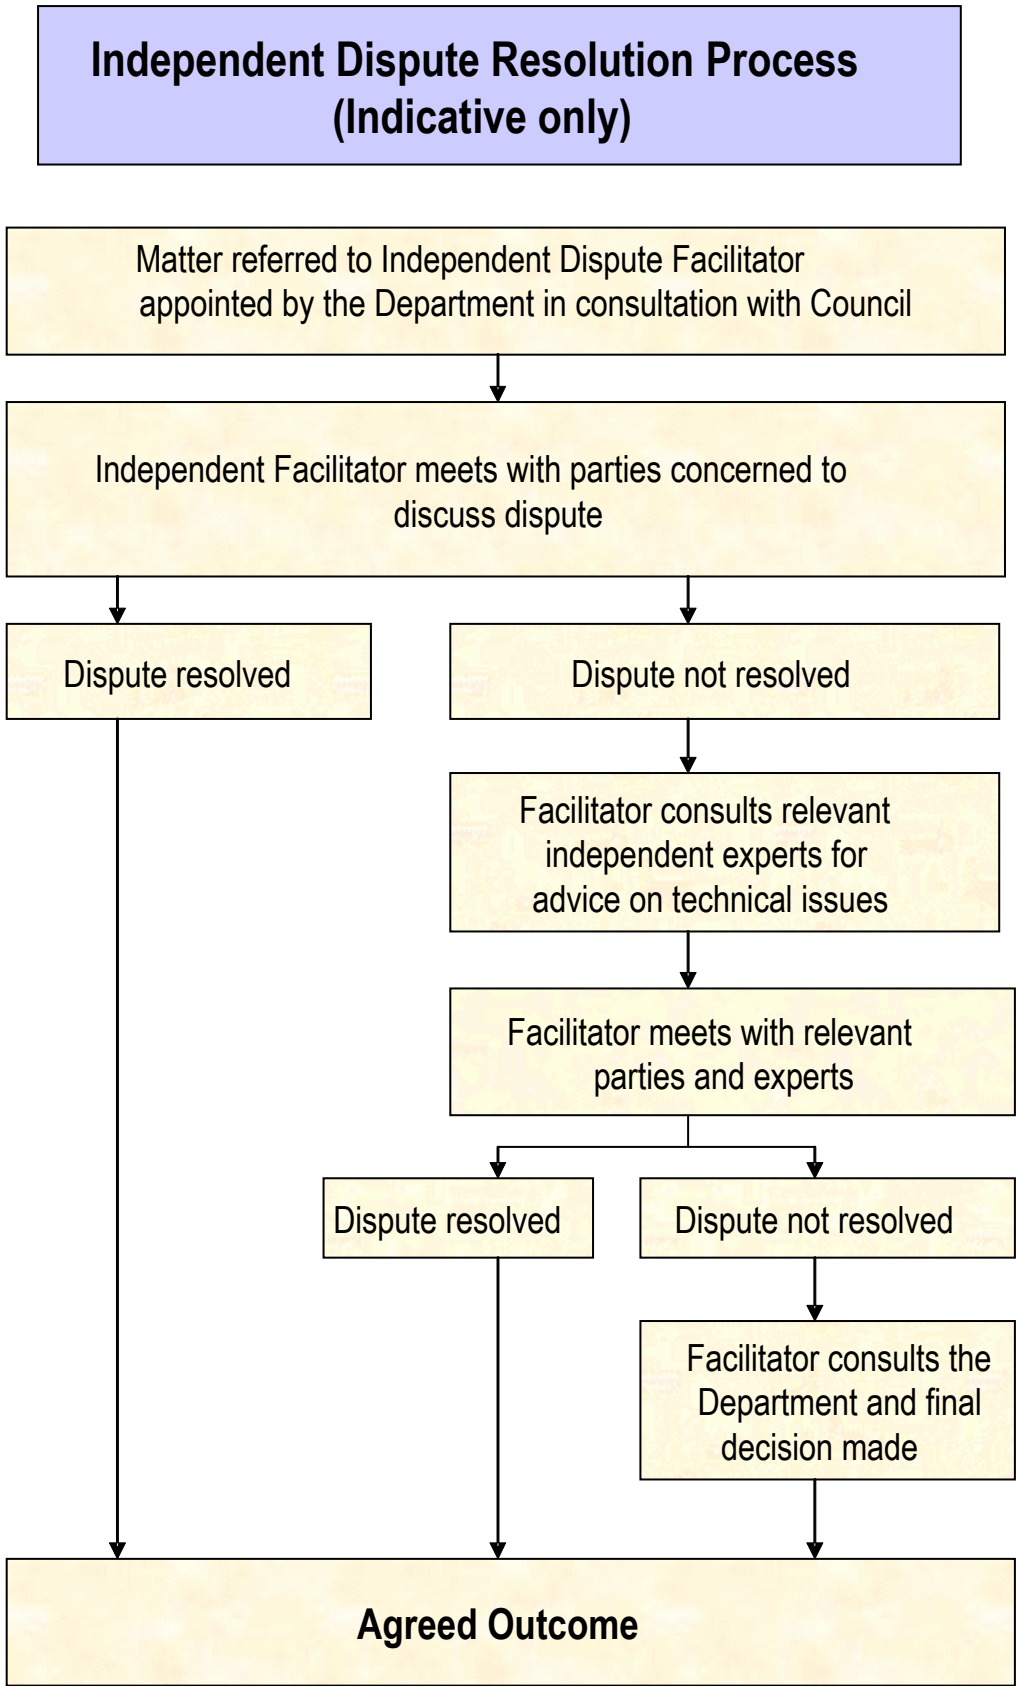 Independent Dispute Resolution Process
(Indicative only)
Matter referred to Independent Dispute Facilitator
appointed by the Department in consultation with Council
Independent Facilitator meets with parties concerned to
discuss dispute
Dispute resolved
Dispute not resolved
Facilitator consults relevant
independent experts for
advice on technical issues
Facilitator meets with relevant
parties and experts
Dispute resolved
Dispute not resolved
Facilitator consults the
Department and final
decision made
Agreed Outcome